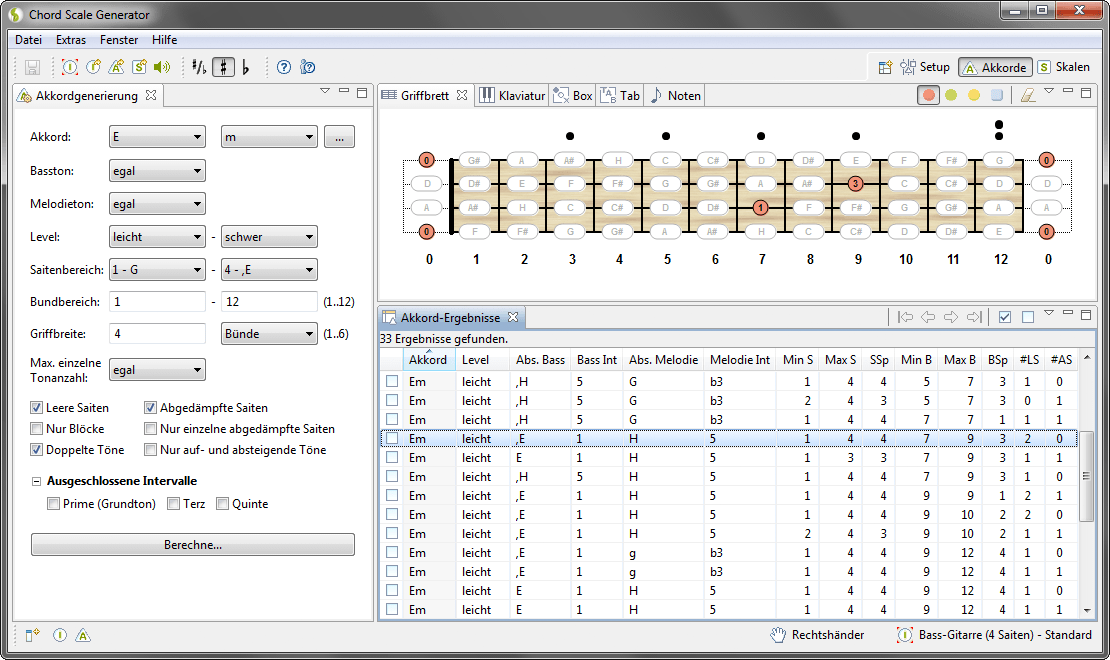 Chord Scale Generator
Datei Extras Fenster Hilfe
Setup Akkorde Skalen
Akkordgenerierung
Akkord: E m ...
Basston: egal
Melodieton: egal
Level: leicht - schwer
Saitenbereich: 1 - G - 4 - ,E
Bundbereich: 1 - 12 (1..12)
Griffbreite: 4 Bünde (1..6)
Max. einzelne
Tonanzahl: egal
Leere Saiten Abgedämpfte Saiten
Nur Blöcke Nur einzelne abgedämpfte Saiten
Doppelte Töne Nur auf- und absteigende Töne
Ausgeschlossene Intervalle
Prime (Grundton) Terz Quinte
Berechne...
Griffbrett Klaviatur Box Tab Noten
0 G# A A# H C C# D D# E F F# G 0
D D# E F F# G G# A A# 3 C C# D D
A A# H C C# D D# 1 F F# G G# A A
0 F F# G G# A A# H C C# D D# E 0
0 1 2 3 4 5 6 7 8 9 10 11 12 0
Akkord-Ergebnisse
33 Ergebnisse gefunden.
Akkord Level Abs. Bass Bass Int Abs. Melodie Melodie Int Min S Max S SSp Min B Max B BSp #LS #AS
Em leicht ,H 5 G b3 1 4 4 5 7 3 1 0
Em leicht ,H 5 G b3 2 4 3 5 7 3 0 1
Em leicht ,H 5 G b3 1 4 4 7 7 1 1 1
Em leicht ,E 1 H 5 1 4 4 7 9 3 2 0
Em leicht E 1 H 5 1 3 3 7 9 3 1 1
Em leicht ,H 5 H 5 1 4 4 7 9 3 1 0
Em leicht ,E 1 H 5 1 4 4 9 9 1 2 1
Em leicht ,E 1 H 5 1 4 4 9 10 2 2 0
Em leicht ,E 1 H 5 2 4 3 9 10 2 1 1
Em leicht ,E 1 g b3 1 4 4 9 12 4 1 0
Em leicht ,E 1 g b3 1 4 4 9 12 4 1 1
Em leicht E 1 H 5 1 4 4 9 12 4 1 0
Em leicht E 1 H 5 1 4 4 9 12 4 1 1
Rechtshänder Bass-Gitarre (4 Saiten) - Standard